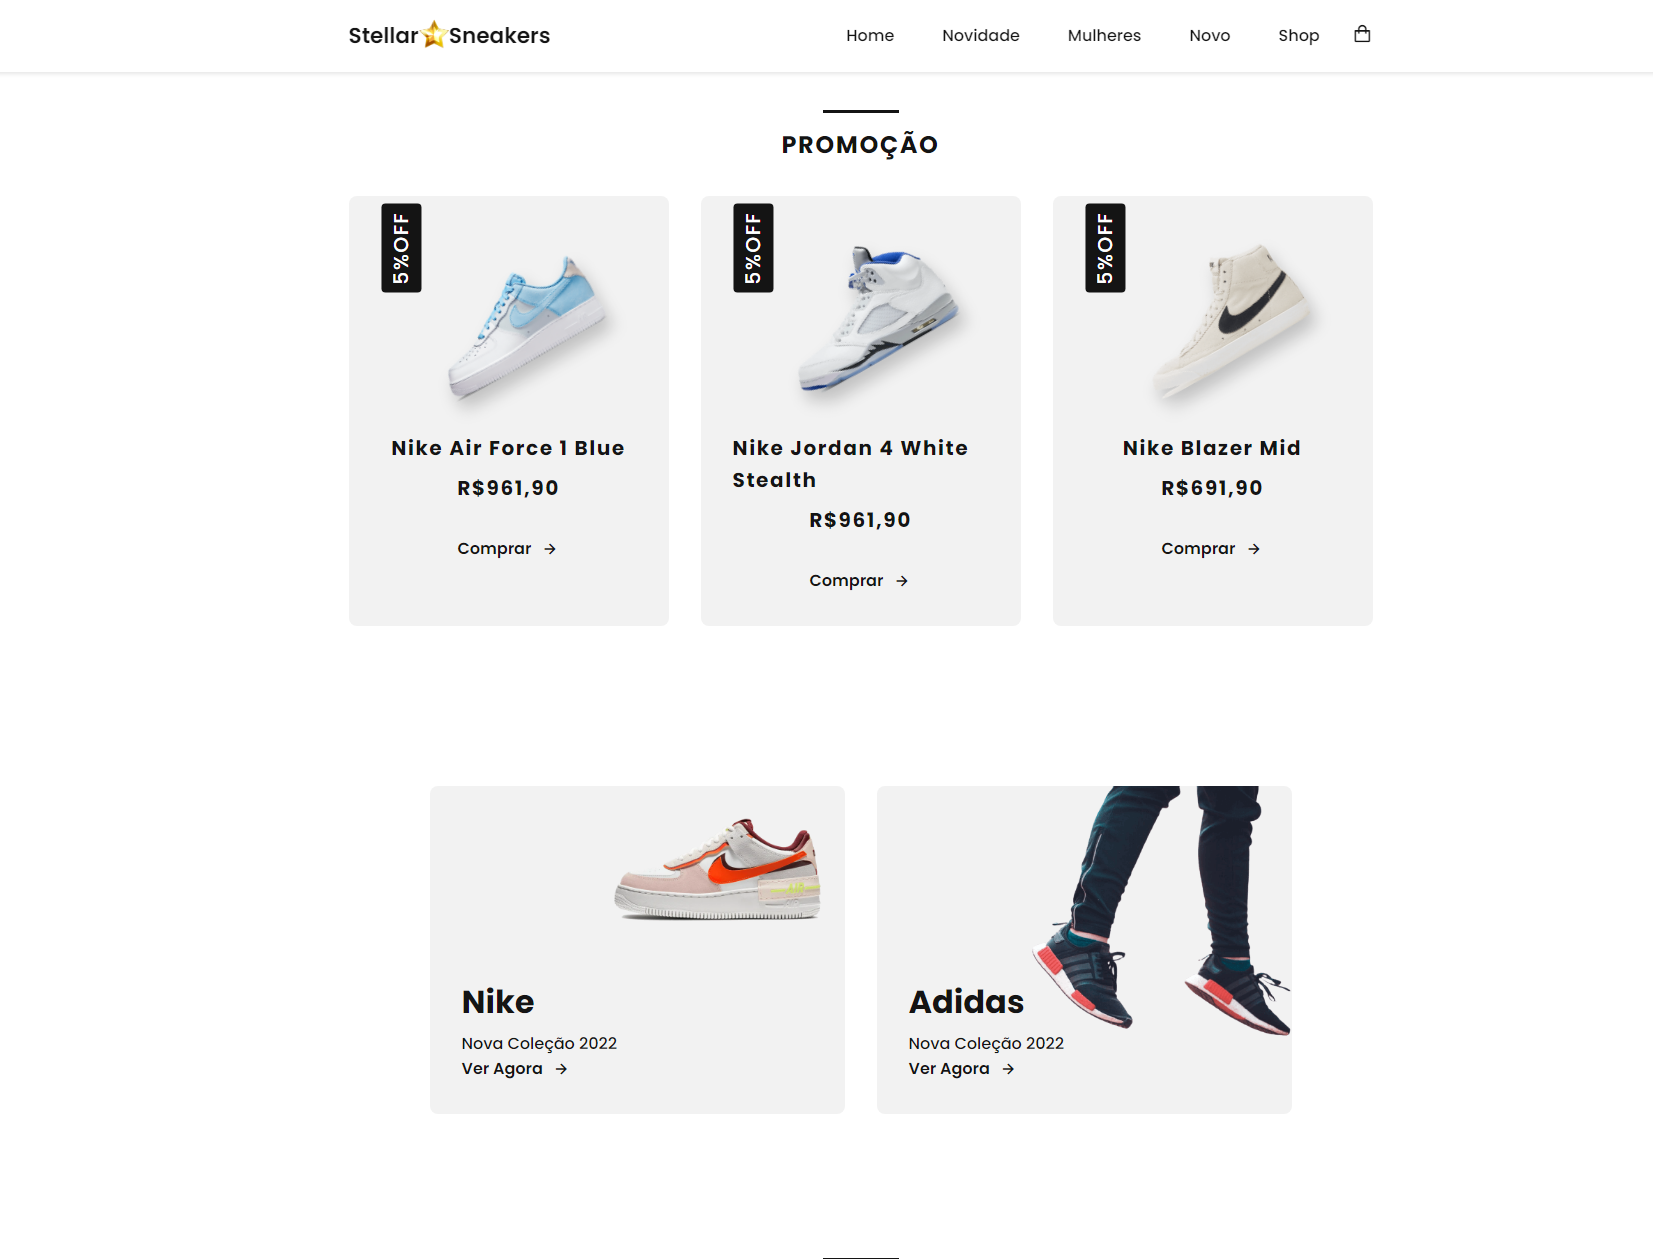 Stellar⭐Sneakers
Home Novidade Mulheres Novo Shop
PROMOÇÃO
5%OFF
Nike Air Force 1 Blue
R$961,90
Comprar →
5%OFF
Nike Jordan 4 White
Stealth
R$961,90
Comprar →
5%OFF
Nike Blazer Mid
R$691,90
Comprar →
Nike
Nova Coleção 2022
Ver Agora →
Adidas
Nova Coleção 2022
Ver Agora →